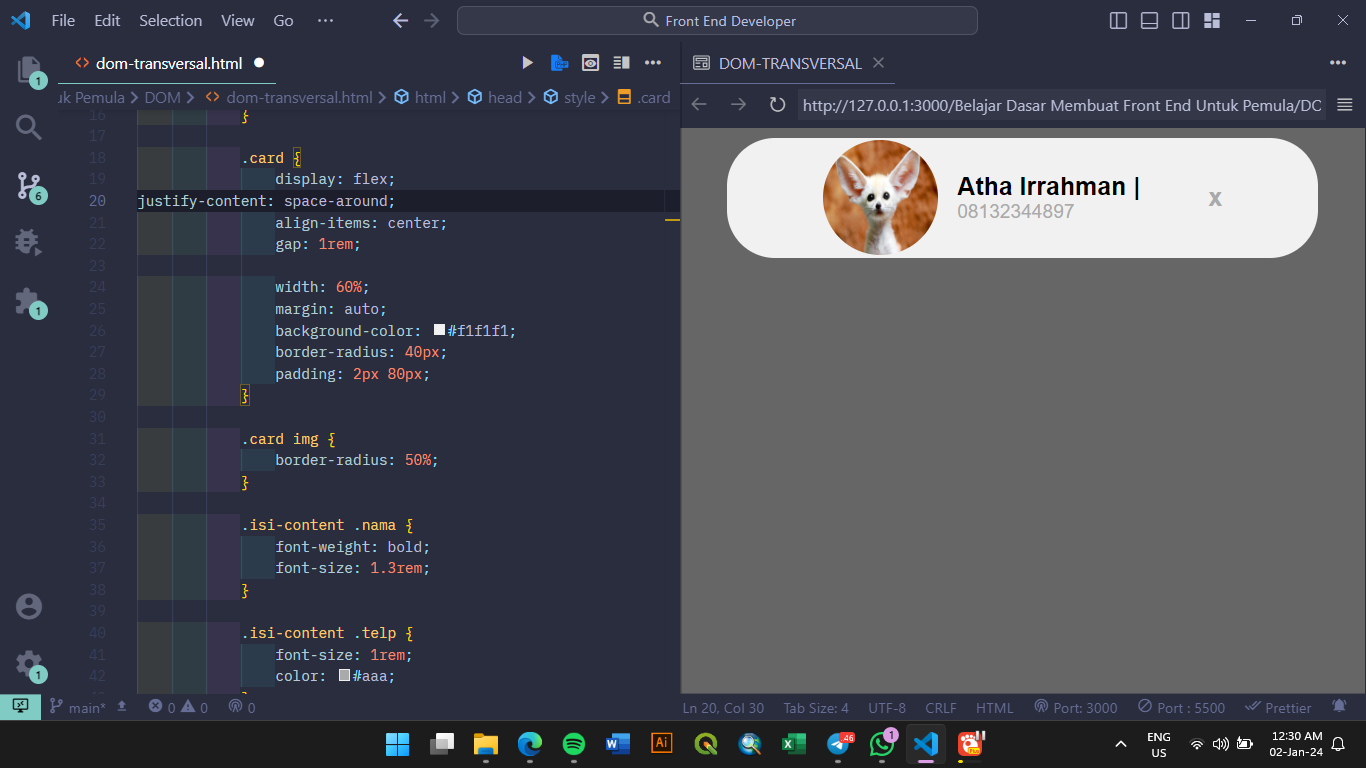 File Edit Selection View Go ···
Front End Developer
dom-transversal.html
DOM-TRANSVERSAL
uk Pemula > DOM > dom-transversal.html > html > head > style > .card
http://127.0.0.1:3000/Belajar Dasar Membuat Front End Untuk Pemula/DO
16 }
17
18 .card {
19 display: flex;
20 justify-content: space-around;
21 align-items: center;
22 gap: 1rem;
23
24 width: 60%;
25 margin: auto;
26 background-color: #f1f1f1;
27 border-radius: 40px;
28 padding: 2px 80px;
29 }
30
31 .card img {
32 border-radius: 50%;
33 }
34
35 .isi-content .nama {
36 font-weight: bold;
37 font-size: 1.3rem;
38 }
39
40 .isi-content .telp {
41 font-size: 1rem;
42 color: #aaa;
1
6
1
1
Atha Irrahman |
08132344897
x
main* 0 0 0
Ln 20, Col 30 Tab Size: 4 UTF-8 CRLF HTML Port: 3000 Port : 5500 Prettier
.46
1
ENG
US
12:30 AM
02-Jan-24